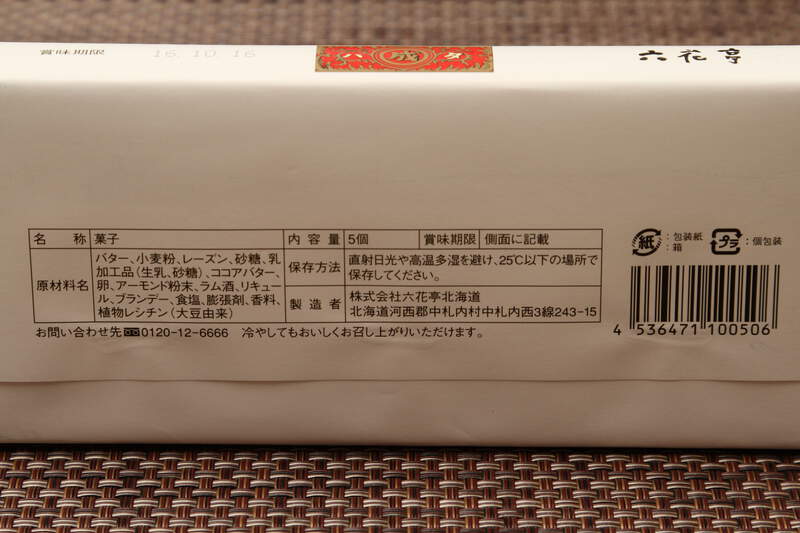 賞味期限 16.10.16
六花亭
名称 菓子 内容量 5個 賞味期限 側面に記載
原材料名 バター、小麦粉、レーズン、砂糖、乳
加工品(生乳、砂糖)、ココアバター、
卵、アーモンド粉末、ラム酒、リキュー
ル、ブランデー、食塩、膨張剤、香料、
植物レシチン(大豆由来)
保存方法 直射日光や高温多湿を避け、25℃以下の場所で
保存してください。
製造者 株式会社六花亭北海道
北海道河西郡中札内村中札内西3線243-15
お問い合わせ先 0120-12-6666 冷やしてもおいしくお召し上がりいただけます。
紙 :包装紙
:箱
プラ :個包装
4 536471 100506